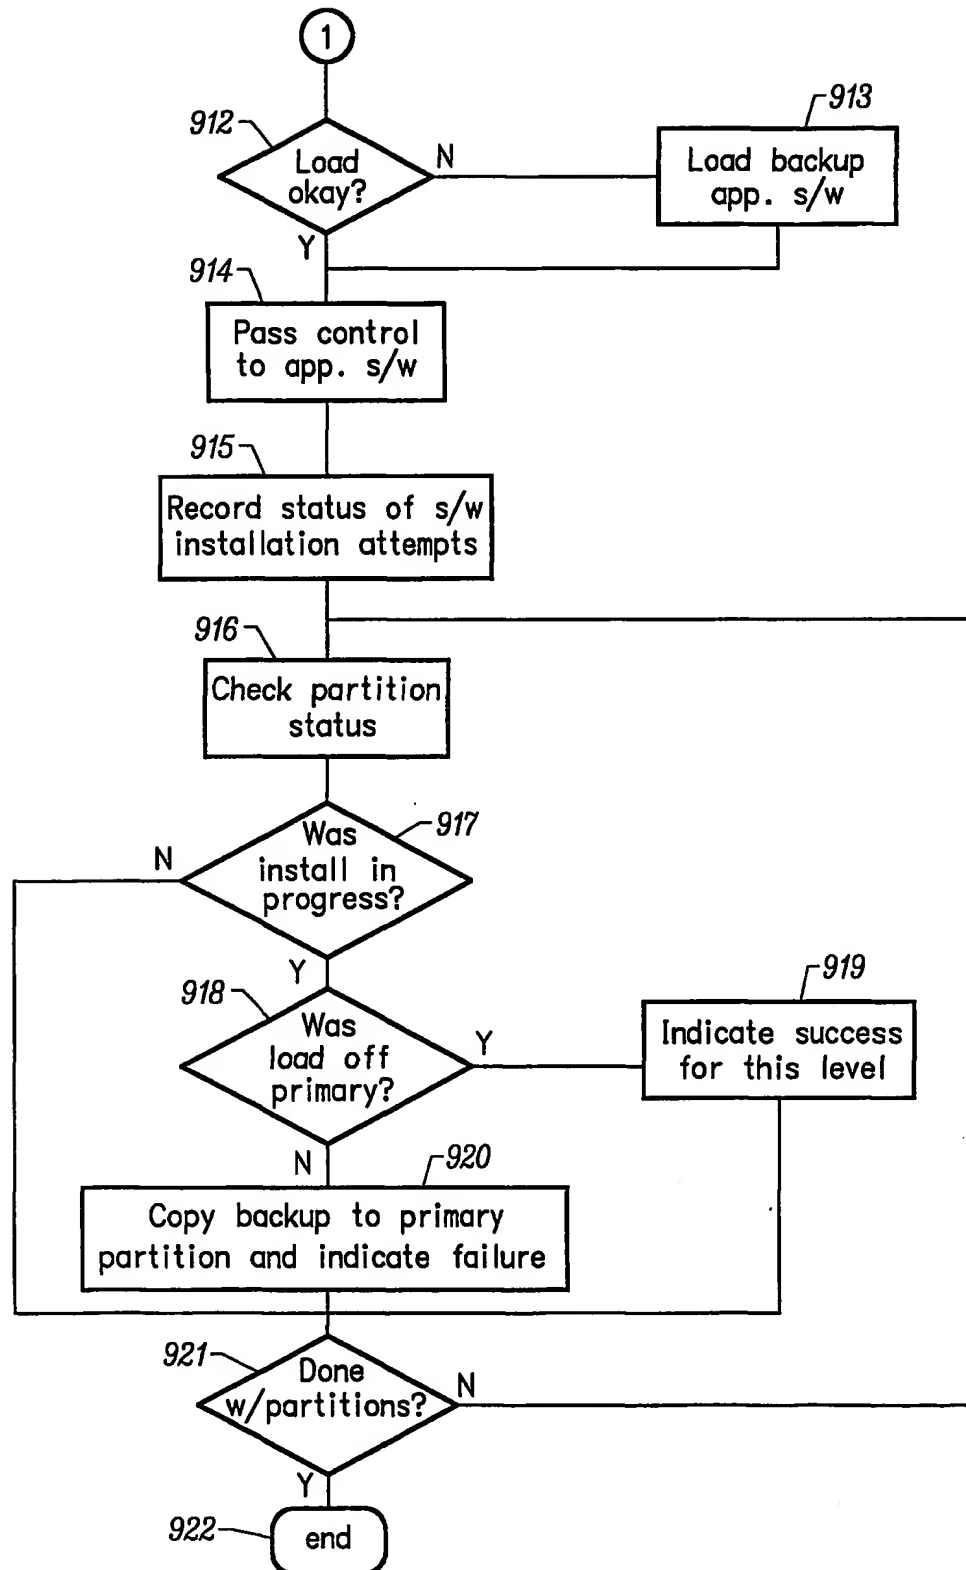 1
912
Load
okay?
N
913
Load backup
app. s/w
Y
914
Pass control
to app. s/w
915
Record status of s/w
installation attempts
916
Check partition
status
917
Was
install in
progress?
N
Y
918
Was
load off
primary?
Y
919
Indicate success
for this level
N
920
Copy backup to primary
partition and indicate failure
921
Done
w/partitions?
N
Y
922
end